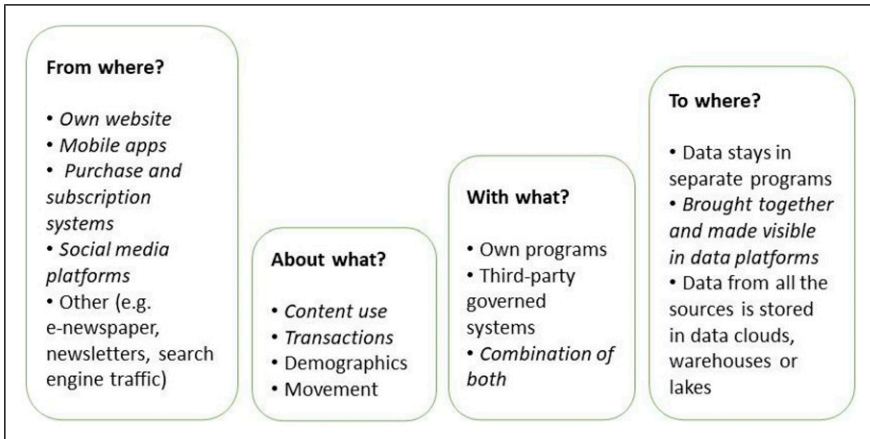 From where?
• Own website
• Mobile apps
• Purchase and
subscription
systems
• Social media
platforms
• Other (e.g.
e-newspaper,
newsletters, search
engine traffic)
About what?
• Content use
• Transactions
• Demographics
• Movement
With what?
• Own programs
• Third-party
governed
systems
• Combination of
both
To where?
• Data stays in
separate programs
• Brought together
and made visible
in data platforms
• Data from all the
sources is stored
in data clouds,
warehouses or
lakes